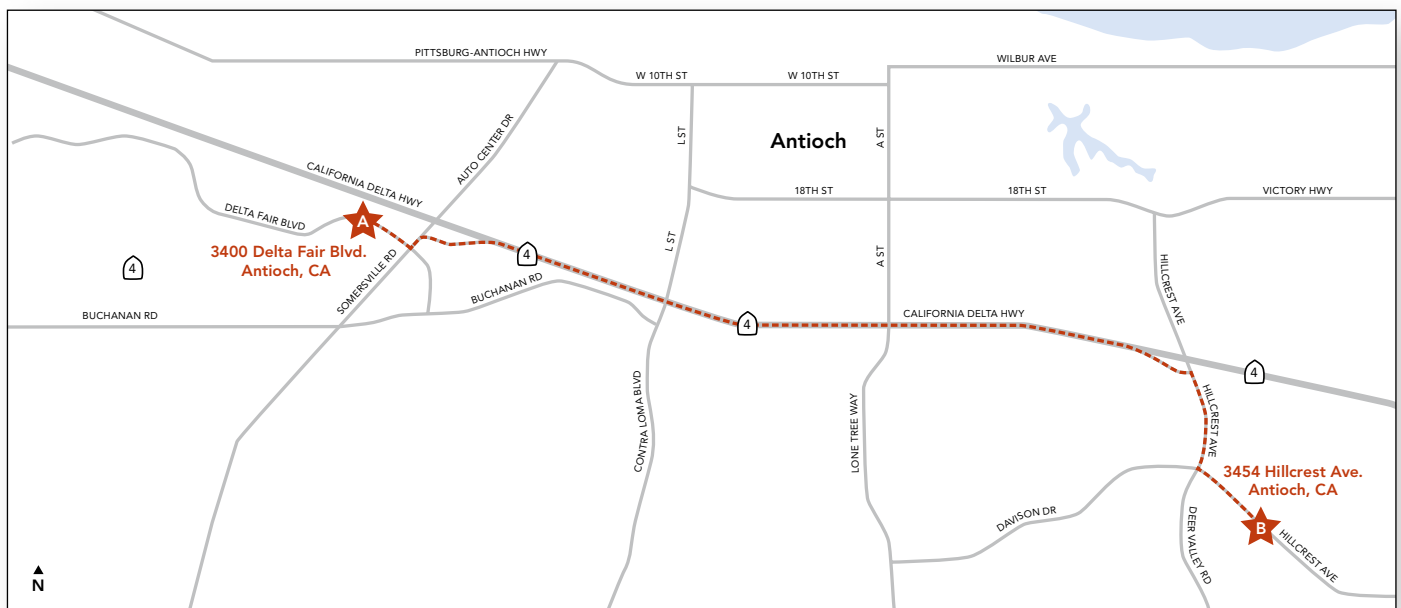 PITTSBURG-ANTIOCH HWY
WILBUR AVE
W 10TH ST
W 10TH ST
AUTO CENTER DR
L ST
Antioch
A ST
CALIFORNIA DELTA HWY
18TH ST
18TH ST
VICTORY HWY
DELTA FAIR BLVD
A
3400 Delta Fair Blvd.
Antioch, CA
4
4
SOMERSVILLE RD
L ST
A ST
HILLCREST AVE
BUCHANAN RD
BUCHANAN RD
4
CALIFORNIA DELTA HWY
4
CONTRA LOMA BLVD
LONE TREE WAY
HILLCREST AVE
3454 Hillcrest Ave.
Antioch, CA
DAVISON DR
DEER VALLEY RD
B
HILLCREST AVE
N